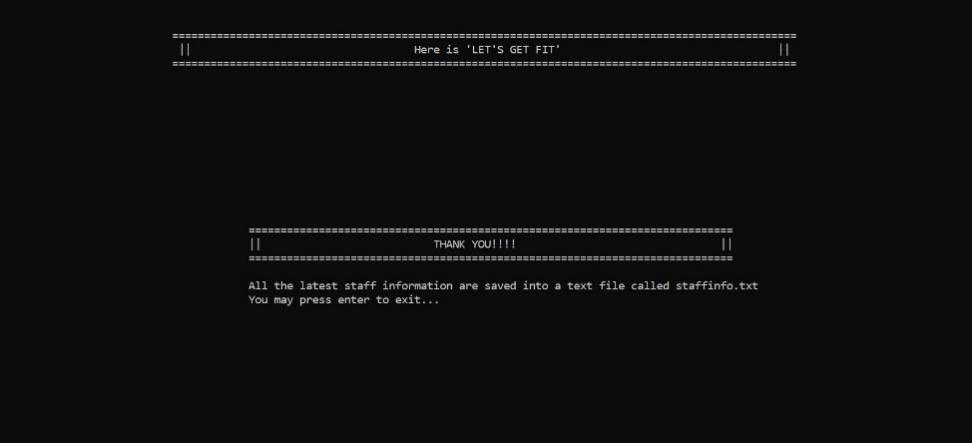 ==================================================================================================
|| Here is 'LET'S GET FIT' ||
==================================================================================================
============================================================================
|| THANK YOU!!!! ||
============================================================================
All the latest staff information are saved into a text file called staffinfo.txt
You may press enter to exit...